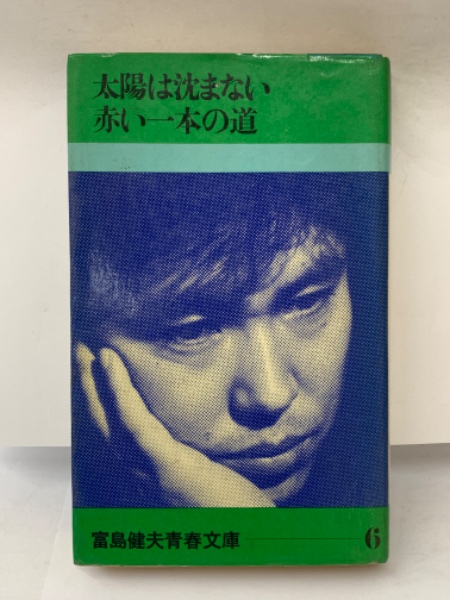 太陽は沈まない
赤い一本の道
富島健夫青春文庫 6